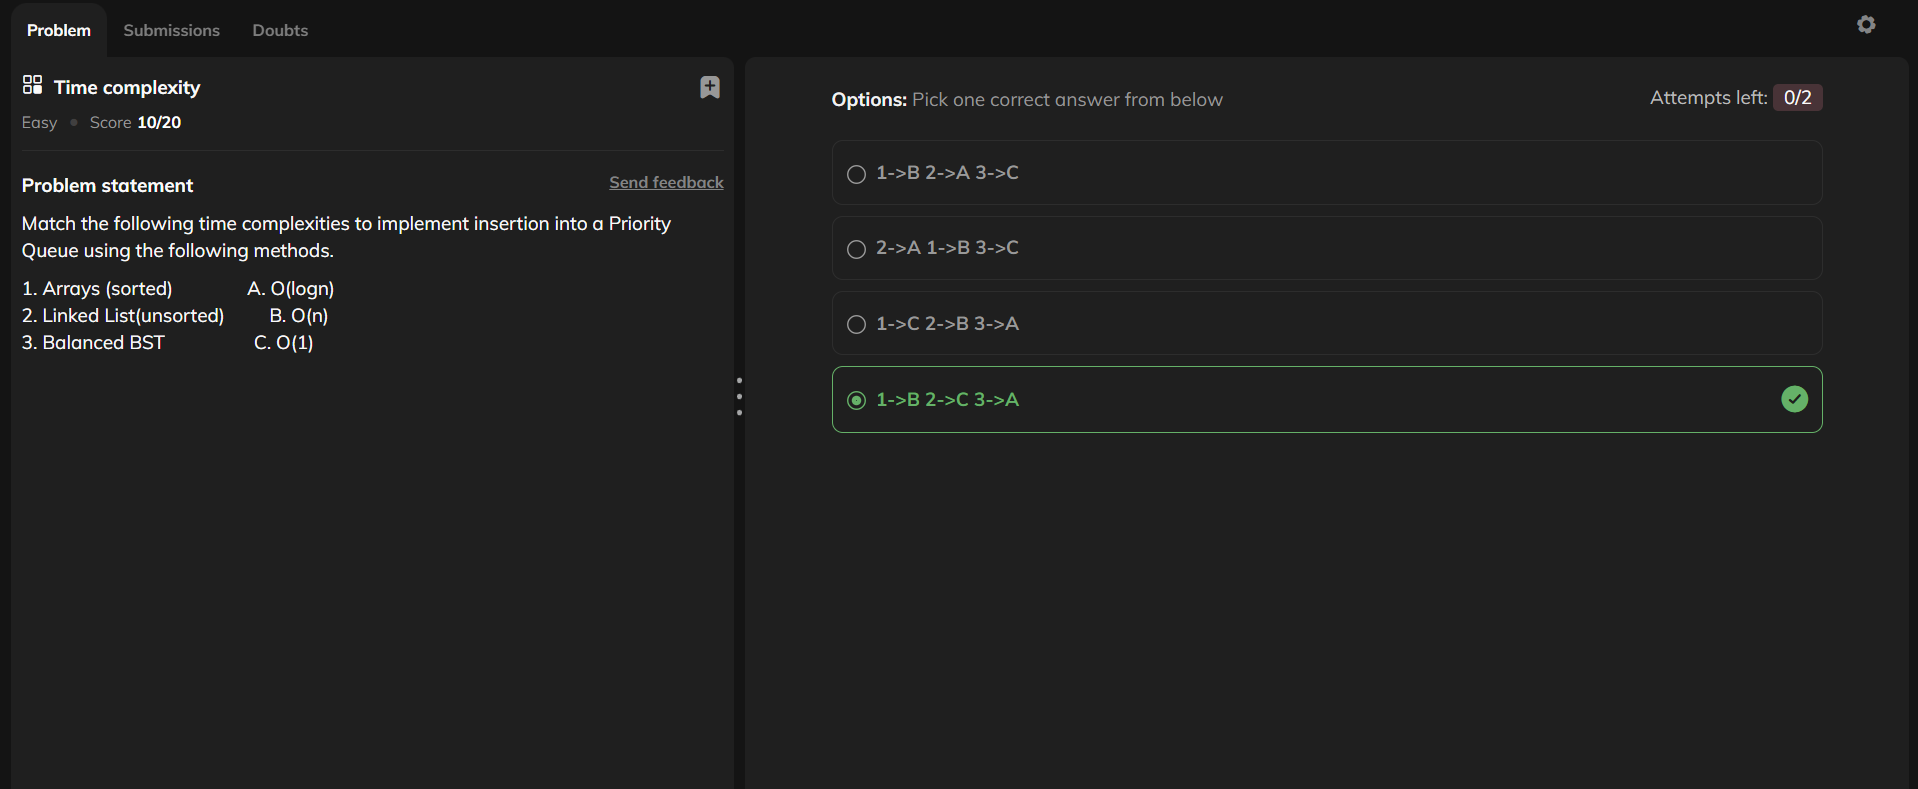 Problem Submissions Doubts
Time complexity
Easy • Score 10/20
Problem statement Send feedback
Match the following time complexities to implement insertion into a Priority
Queue using the following methods.
1. Arrays (sorted) A. O(logn)
2. Linked List(unsorted) B. O(n)
3. Balanced BST C. O(1)
Options: Pick one correct answer from below Attempts left: 0/2
1->B 2->A 3->C
2->A 1->B 3->C
1->C 2->B 3->A
1->B 2->C 3->A